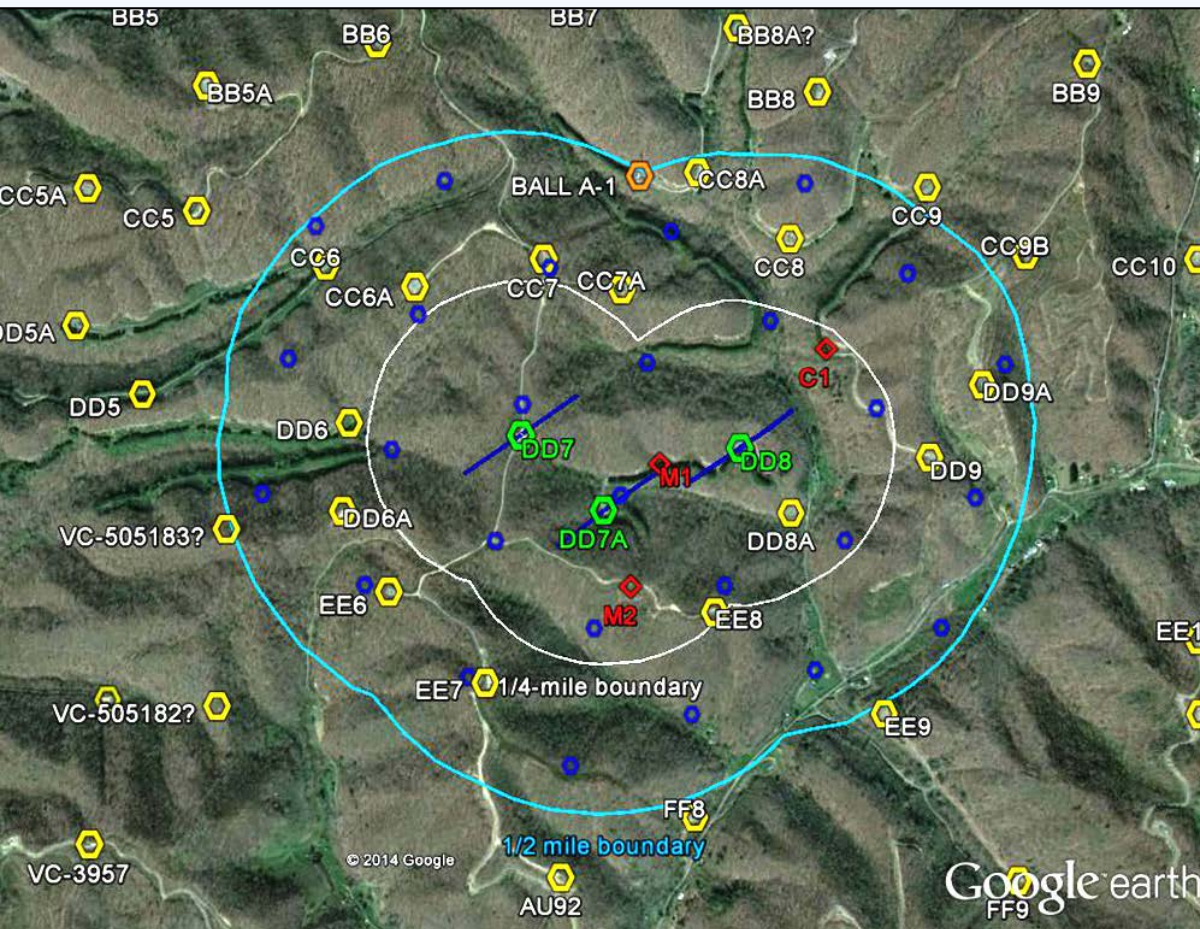 BB5
BB7
BB6
BB8A?
BB5A
BB8
BB9
CC5A
BALL A-1
CC8A
CC5
CC9
CC9B
CC6
CC8
CC10
CC7
CC7A
CC6A
DD5A
C1
DD9A
DD5
DD6
DD7
DD8
DD9
M1
DD6A
VC-505183?
DD7A
DD8A
EE6
M2
EE8
EE1
EE7
1/4-mile boundary
VC-505182?
EE9
FF8
1/2 mile boundary
© 2014 Google
VC-3957
Google earth
AU92
FF9